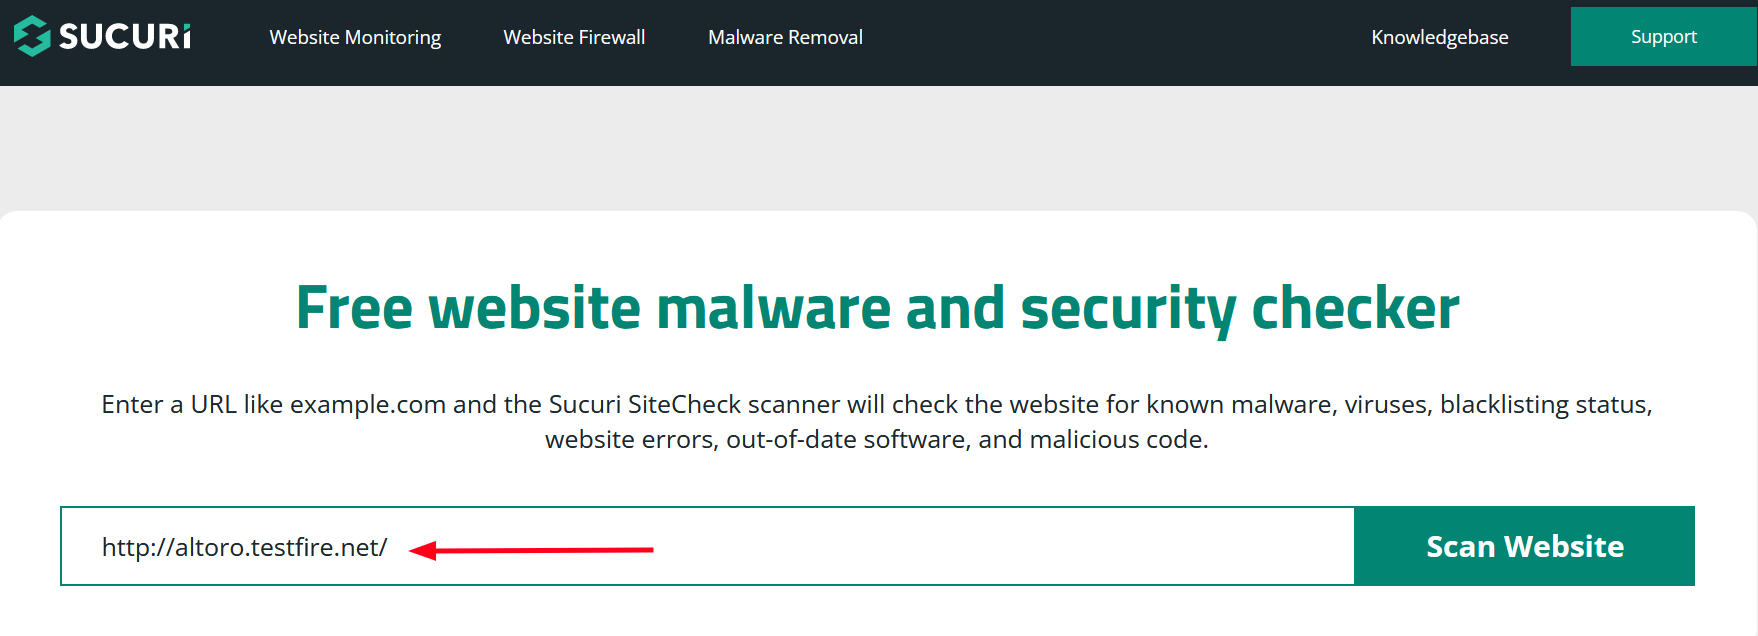 SUCURi Website Monitoring Website Firewall Malware Removal Knowledgebase Support
Free website malware and security checker
Enter a URL like example.com and the Sucuri SiteCheck scanner will check the website for known malware, viruses, blacklisting status,
website errors, out-of-date software, and malicious code.
http://altoro.testfire.net/ Scan Website